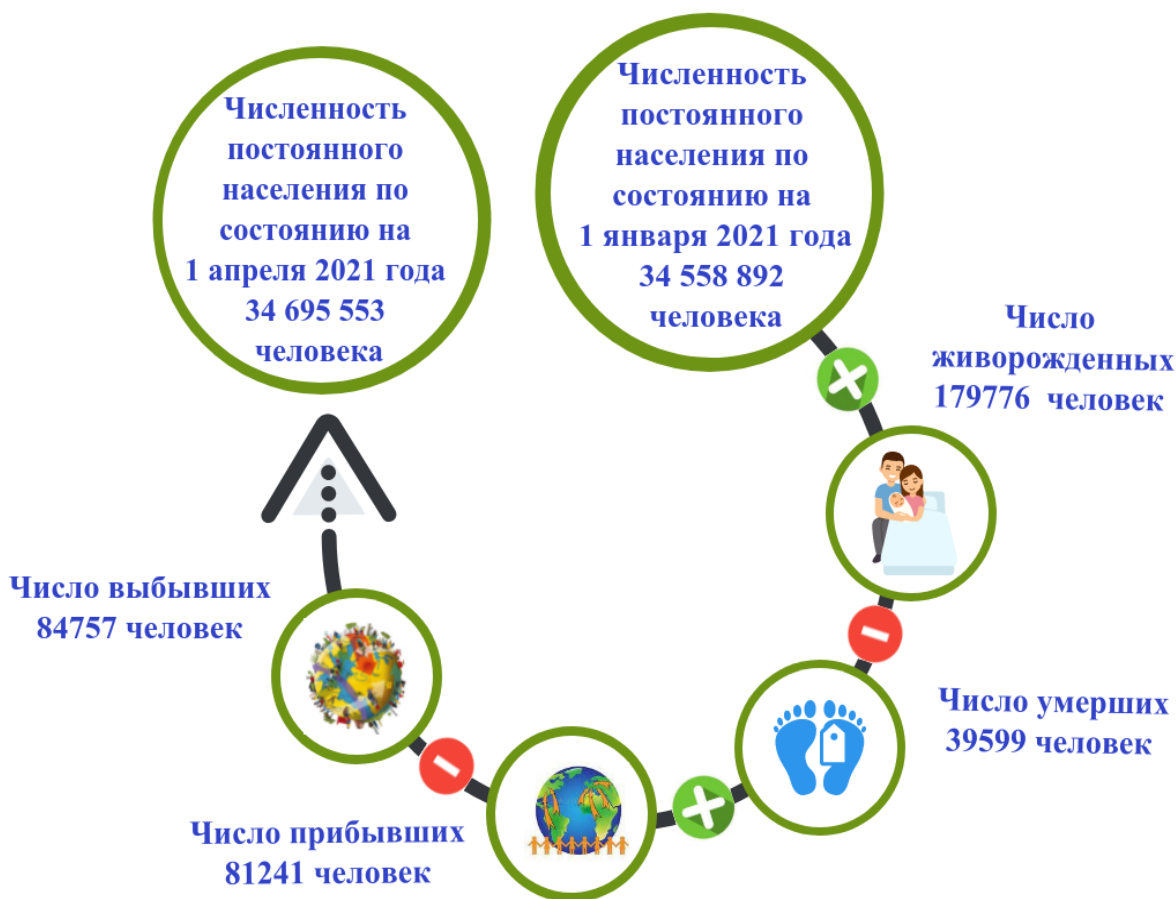 Численность
постоянного
населения по
состоянию на
1 апреля 2021 года
34 695 553
человека
Численность
постоянного
населения по
состоянию на
1 января 2021 года
34 558 892
человека
Число
живорожденных
179776 человек
Число выбывших
84757 человек
Число умерших
39599 человек
Число прибывших
81241 человек